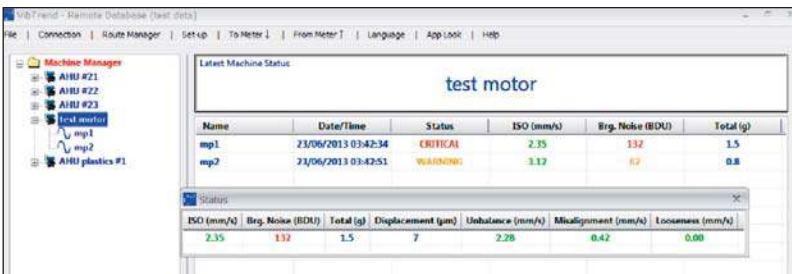 VibTrend - Remote Database (test data)
File | Connection | Route Manager | Set-up | To Meter ↓ | From Meter ↑ | Language | App Look | Help
Machine Manager
AHU #21
AHU #22
AHU #23
test motor
mp1
mp2
AHU plastics #1
Latest Machine Status
test motor
Name Date/Time Status ISO (mm/s) Brg. Noise (BDU) Total (g)
mp1 23/06/2013 03:42:34 CRITICAL 2.35 132 1.5
mp2 23/06/2013 03:42:51 WARNING 3.12 62 0.8
Status
ISO (mm/s) Brg. Noise (BDU) Total (g) Displacement (µm) Unbalance (mm/s) Misalignment (mm/s) Looseness (mm/s)
2.35 132 1.5 7 2.28 0.42 0.00